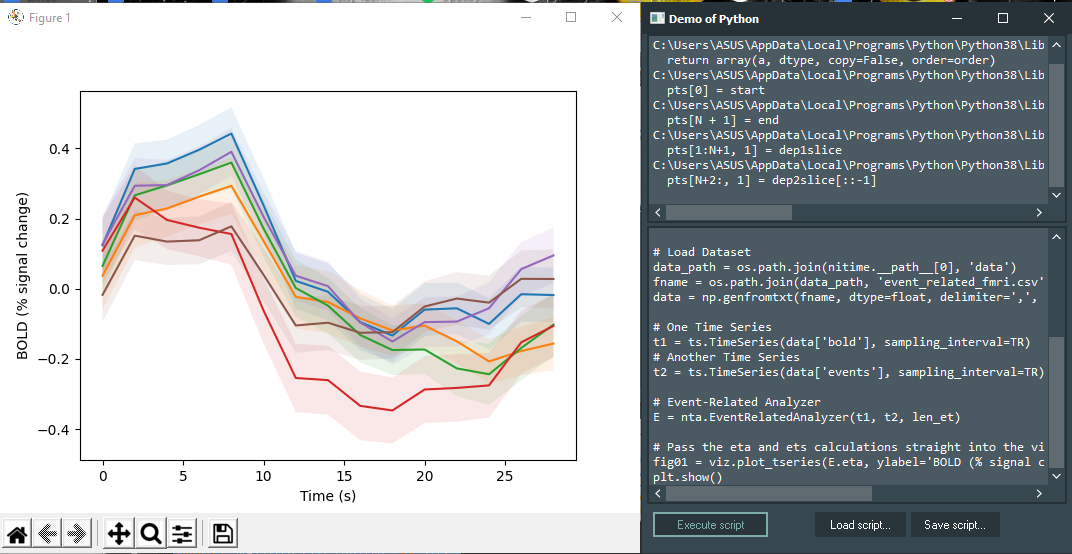 Figure 1
0.4
0.2
0.0
−0.2
−0.4
BOLD (% signal change)
0
5
10
15
20
25
Time (s)
Demo of Python
C:\Users\ASUS\AppData\Local\Programs\Python\Python38\Lib
return array(a, dtype, copy=False, order=order)
C:\Users\ASUS\AppData\Local\Programs\Python\Python38\Lib
pts[0] = start
C:\Users\ASUS\AppData\Local\Programs\Python\Python38\Lib
pts[N + 1] = end
C:\Users\ASUS\AppData\Local\Programs\Python\Python38\Lib
pts[1:N+1, 1] = dep1slice
C:\Users\ASUS\AppData\Local\Programs\Python\Python38\Lib
pts[N+2:, 1] = dep2slice[::-1]
# Load Dataset
data_path = os.path.join(nitime.__path__[0], 'data')
fname = os.path.join(data_path, 'event_related_fmri.csv'
data = np.genfromtxt(fname, dtype=float, delimiter=',',
# One Time Series
t1 = ts.TimeSeries(data['bold'], sampling_interval=TR)
# Another Time Series
t2 = ts.TimeSeries(data['events'], sampling_interval=TR)
# Event-Related Analyzer
E = nta.EventRelatedAnalyzer(t1, t2, len_et)
# Pass the eta and ets calculations straight into the vi
fig01 = viz.plot_tseries(E.eta, ylabel='BOLD (% signal c
plt.show()
Execute script
Load script...
Save script...